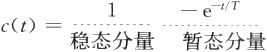 c(t) = 1 - e^{-t/T}
稳态分量 暂态分量